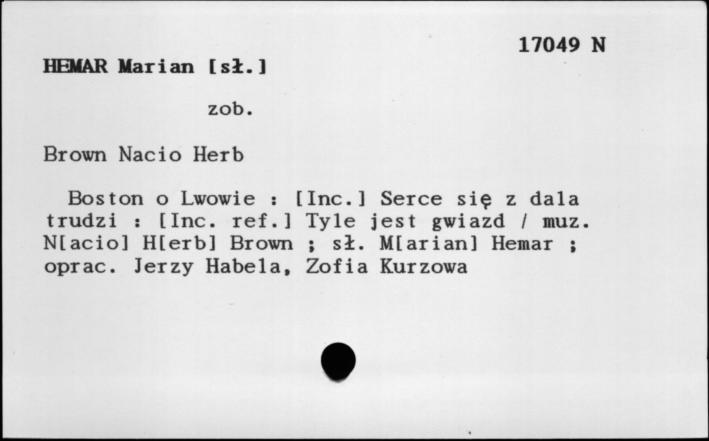 17049 N
HEMAR Marian [sł.]
zob.
Brown Nacio Herb
Boston o Lwowie : [Inc.] Serce się z dala
trudzi : [Inc. ref.] Tyle jest gwiazd / muz.
N[acio] H[erb] Brown ; sł. M[arian] Hemar ;
oprac. Jerzy Habela, Zofia Kurzowa